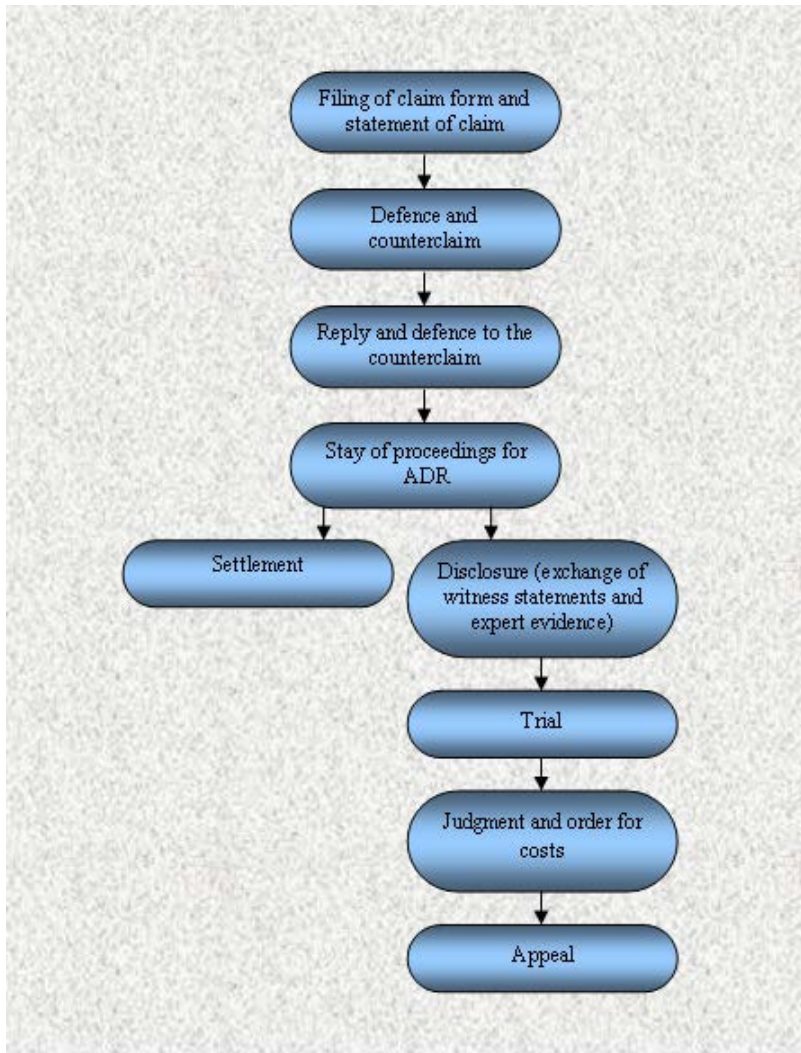 Filing of claim form and
statement of claim
Defence and
counterclaim
Reply and defence to the
counterclaim
Stay of proceedings for
ADR
Settlement
Disclosure (exchange of
witness statements and
expert evidence)
Trial
Judgment and order for
costs
Appeal